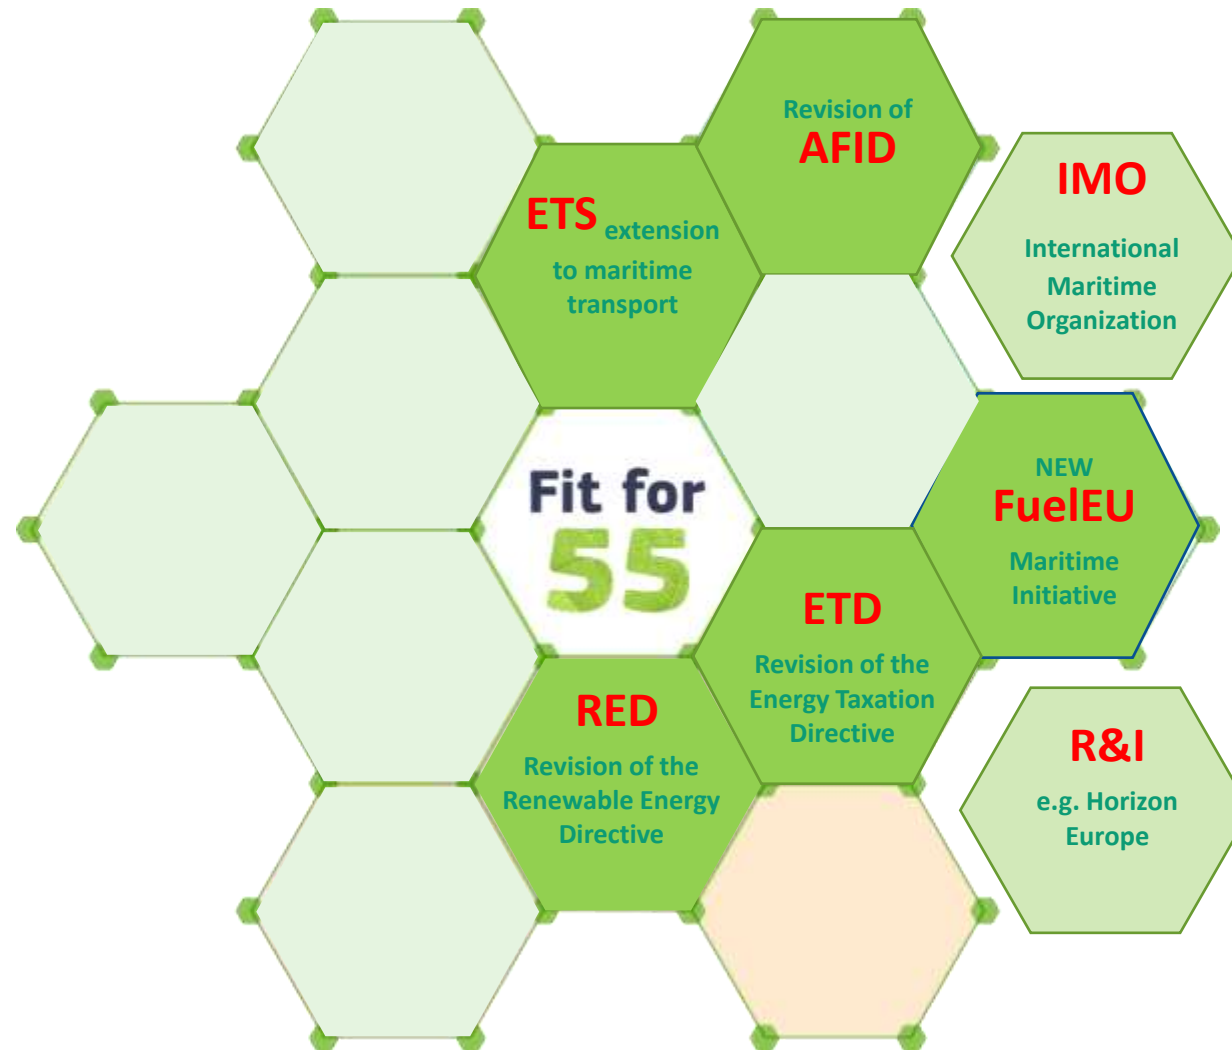 Revision of
AFID
IMO
International
Maritime
Organization
ETS extension
to maritime
transport
Fit for
55
NEW
FuelEU
Maritime
Initiative
ETD
Revision of the
Energy Taxation
Directive
RED
Revision of the
Renewable Energy
Directive
R&I
e.g. Horizon
Europe